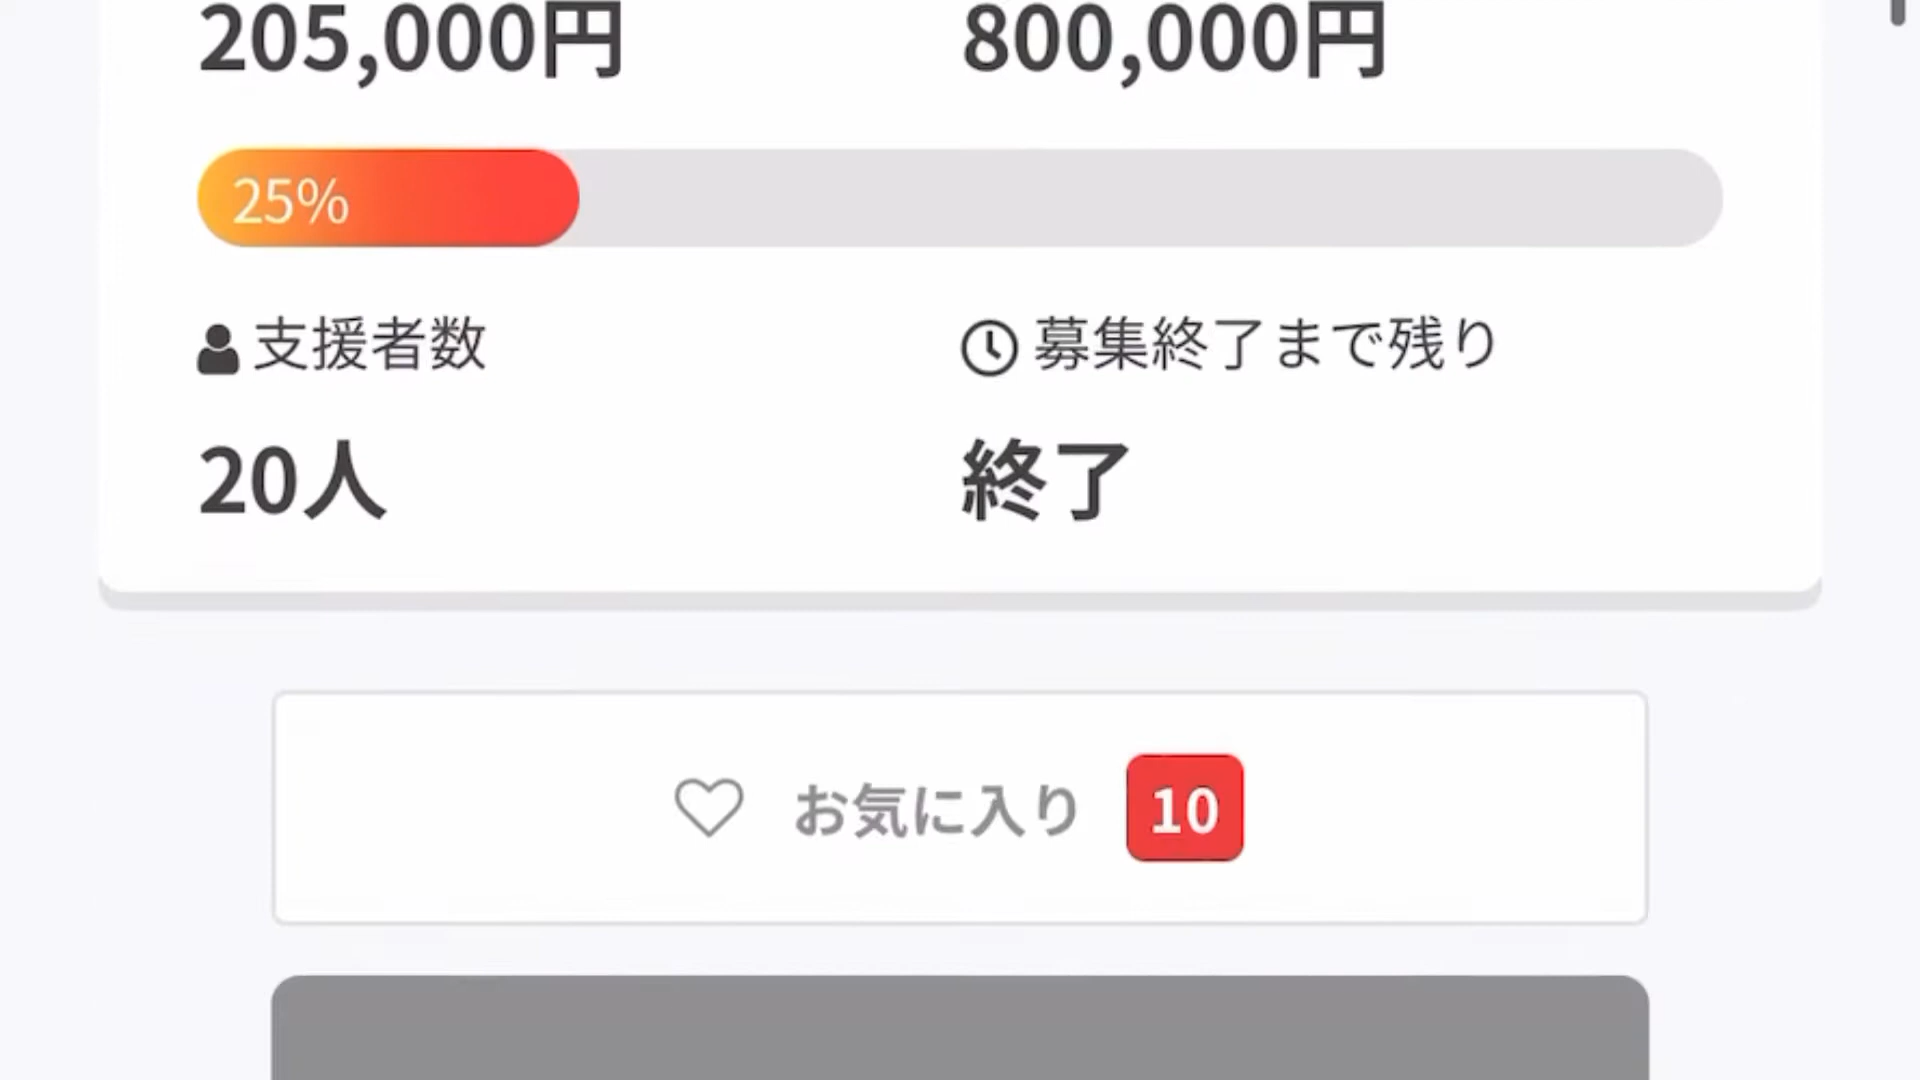 205,000円 800,000円
25%
支援者数 募集終了まで残り
20人 終了
お気に入り 10